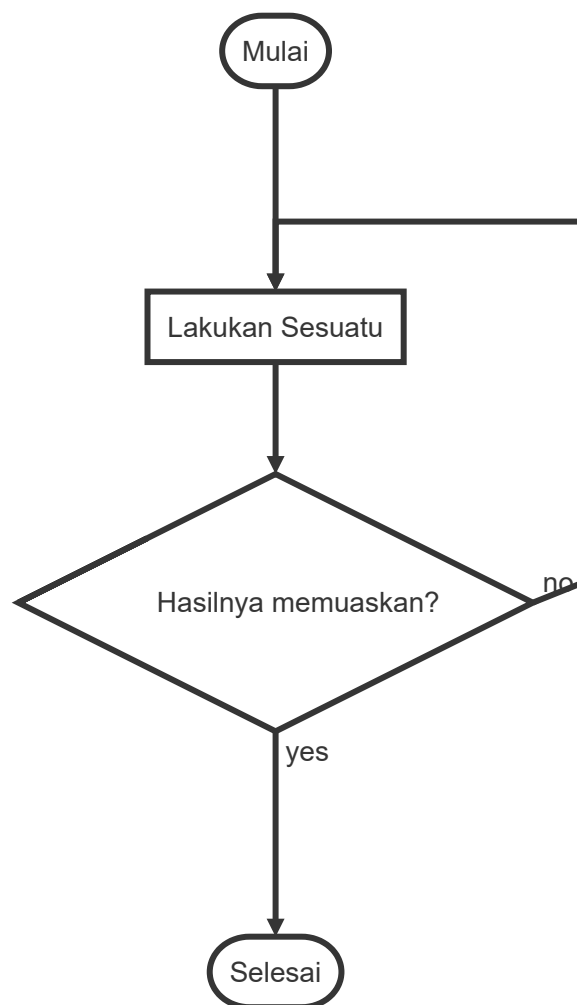 Mulai
Lakukan Sesuatu
Hasilnya memuaskan?
no
yes
Selesai